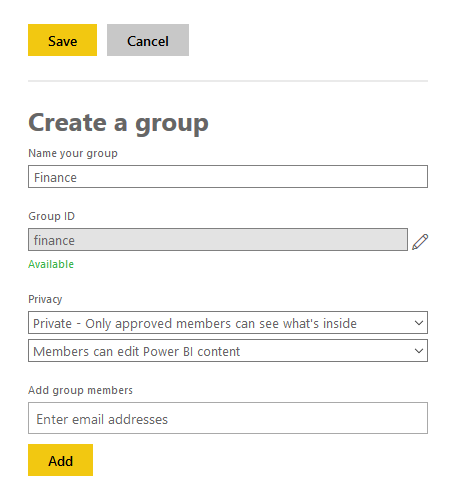 Save Cancel
Create a group
Name your group
Finance
Group ID
finance
Available
Privacy
Private - Only approved members can see what's inside
Members can edit Power BI content
Add group members
Enter email addresses
Add